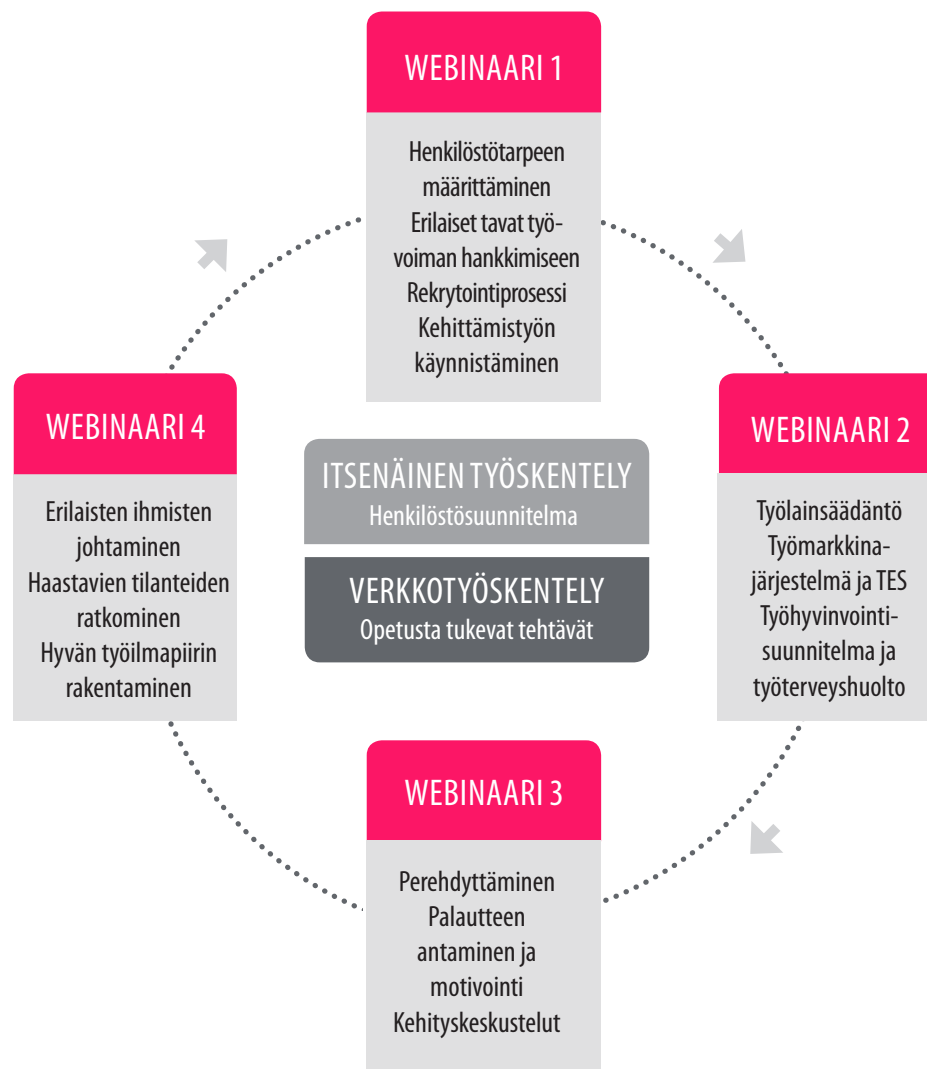 WEBINAARI 1
Henkilöstötarpeen
määrittäminen
Erilaiset tavat työ-
voiman hankkimiseen
Rekrytointiprosessi
Kehittämistyön
käynnistäminen
WEBINAARI 2
Työlainsäädäntö
Työmarkkina-
järjestelmä ja TES
Työhyvinvointi-
suunnitelma ja
työterveyshuolto
WEBINAARI 3
Perehdyttäminen
Palautteen
antaminen ja
motivointi
Kehityskeskustelut
WEBINAARI 4
Erilaisten ihmisten
johtaminen
Haastavien tilanteiden
ratkominen
Hyvän työilmapiirin
rakentaminen
ITSENÄINEN TYÖSKENTELY
Henkilöstösuunnitelma
VERKKOTYÖSKENTELY
Opetusta tukevat tehtävät